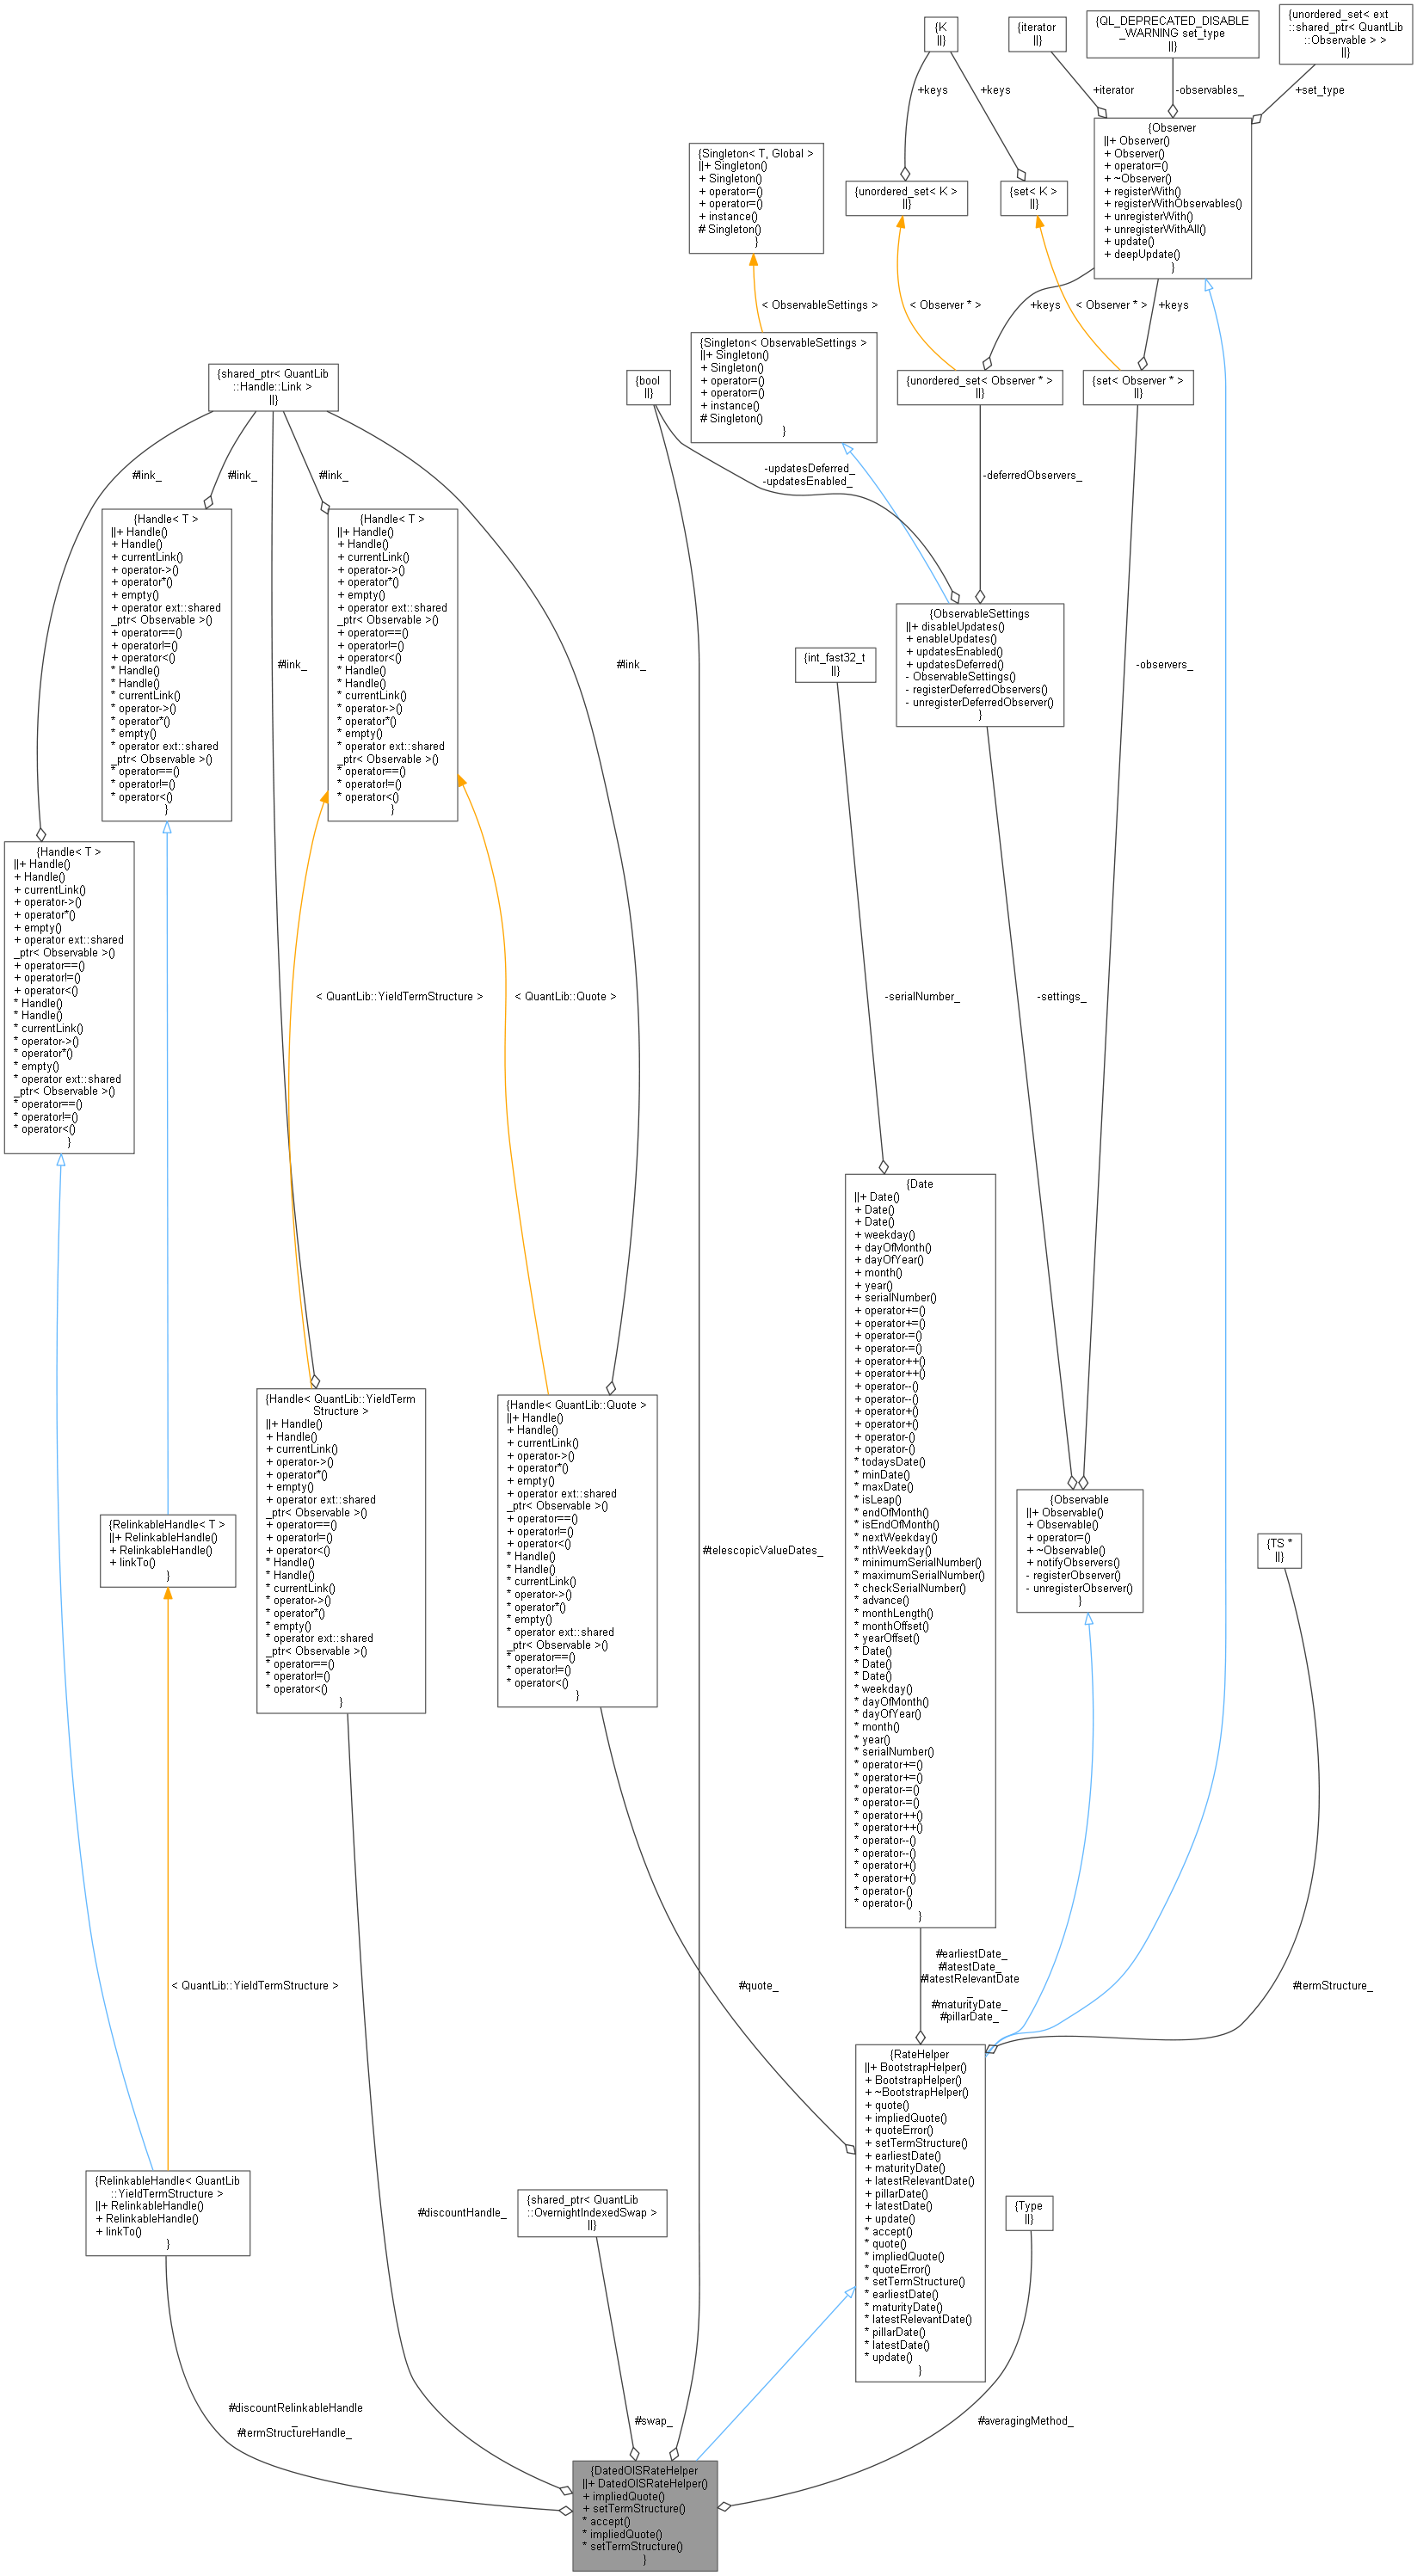 {K
||}
{iterator
||}
{QL_DEPRECATED_DISABLE
_WARNING set_type
||}
{unordered_set< ext
::shared_ptr< QuantLib
::Observable > >
||}
+keys
+keys
+iterator
-observables_
+set_type
{Singleton< T, Global >
||+ Singleton()
+ Singleton()
+ operator=()
+ operator=()
+ instance()
# Singleton()
}
{unordered_set< K >
||}
{set< K >
||}
{Observer
||+ Observer()
+ Observer()
+ operator=()
+ ~Observer()
+ registerWith()
+ registerWithObservables()
+ unregisterWith()
+ unregisterWithAll()
+ update()
+ deepUpdate()
}
< ObservableSettings >
< Observer * >
+keys
< Observer * >
+keys
{shared_ptr< QuantLib
::Handle::Link >
||}
{bool
||}
{Singleton< ObservableSettings >
||+ Singleton()
+ Singleton()
+ operator=()
+ operator=()
+ instance()
# Singleton()
}
{unordered_set< Observer * >
||}
{set< Observer * >
||}
#link_
#link_
#link_
-updatesDeferred_
-updatesEnabled_
-deferredObservers_
{Handle< T >
||+ Handle()
+ Handle()
+ currentLink()
+ operator->()
+ operator*()
+ empty()
+ operator ext::shared
_ptr< Observable >()
+ operator==()
+ operator!=()
+ operator<()
* Handle()
* Handle()
* currentLink()
* operator->()
* operator*()
* empty()
* operator ext::shared
_ptr< Observable >()
* operator==()
* operator!=()
* operator<()
}
{Handle< T >
||+ Handle()
+ Handle()
+ currentLink()
+ operator->()
+ operator*()
+ empty()
+ operator ext::shared
_ptr< Observable >()
+ operator==()
+ operator!=()
+ operator<()
* Handle()
* Handle()
* currentLink()
* operator->()
* operator*()
* empty()
* operator ext::shared
_ptr< Observable >()
* operator==()
* operator!=()
* operator<()
}
#link_
#link_
{int_fast32_t
||}
{ObservableSettings
||+ disableUpdates()
+ enableUpdates()
+ updatesEnabled()
+ updatesDeferred()
- ObservableSettings()
- registerDeferredObservers()
- unregisterDeferredObserver()
}
-observers_
{Handle< T >
||+ Handle()
+ Handle()
+ currentLink()
+ operator->()
+ operator*()
+ empty()
+ operator ext::shared
_ptr< Observable >()
+ operator==()
+ operator!=()
+ operator<()
* Handle()
* Handle()
* currentLink()
* operator->()
* operator*()
* empty()
* operator ext::shared
_ptr< Observable >()
* operator==()
* operator!=()
* operator<()
}
< QuantLib::YieldTermStructure >
< QuantLib::Quote >
-serialNumber_
-settings_
{Date
||+ Date()
+ Date()
+ Date()
+ weekday()
+ dayOfMonth()
+ dayOfYear()
+ month()
+ year()
+ serialNumber()
+ operator+=()
+ operator+=()
+ operator-=()
+ operator-=()
+ operator++()
+ operator++()
+ operator--()
+ operator--()
+ operator+()
+ operator+()
+ operator-()
+ operator-()
* todaysDate()
* minDate()
* maxDate()
* isLeap()
* endOfMonth()
* isEndOfMonth()
* nextWeekday()
* nthWeekday()
* minimumSerialNumber()
* maximumSerialNumber()
* checkSerialNumber()
* advance()
* monthLength()
* monthOffset()
* yearOffset()
* Date()
* Date()
* Date()
* weekday()
* dayOfMonth()
* dayOfYear()
* month()
* year()
* serialNumber()
* operator+=()
* operator+=()
* operator-=()
* operator-=()
* operator++()
* operator++()
* operator--()
* operator--()
* operator+()
* operator+()
* operator-()
* operator-()
}
{Handle< QuantLib::YieldTerm
Structure >
||+ Handle()
+ Handle()
+ currentLink()
+ operator->()
+ operator*()
+ empty()
+ operator ext::shared
_ptr< Observable >()
+ operator==()
+ operator!=()
+ operator<()
* Handle()
* Handle()
* currentLink()
* operator->()
* operator*()
* empty()
* operator ext::shared
_ptr< Observable >()
* operator==()
* operator!=()
* operator<()
}
{Handle< QuantLib::Quote >
||+ Handle()
+ Handle()
+ currentLink()
+ operator->()
+ operator*()
+ empty()
+ operator ext::shared
_ptr< Observable >()
+ operator==()
+ operator!=()
+ operator<()
* Handle()
* Handle()
* currentLink()
* operator->()
* operator*()
* empty()
* operator ext::shared
_ptr< Observable >()
* operator==()
* operator!=()
* operator<()
}
{RelinkableHandle< T >
||+ RelinkableHandle()
+ RelinkableHandle()
+ linkTo()
}
#telescopicValueDates_
{Observable
||+ Observable()
+ Observable()
+ operator=()
+ ~Observable()
+ notifyObservers()
- registerObserver()
- unregisterObserver()
}
{TS *
||}
< QuantLib::YieldTermStructure >
#quote_
#earliestDate_
#latestDate_
#latestRelevantDate
_
#maturityDate_
#pillarDate_
#termStructure_
{RateHelper
||+ BootstrapHelper()
+ BootstrapHelper()
+ ~BootstrapHelper()
+ quote()
+ impliedQuote()
+ quoteError()
+ setTermStructure()
+ earliestDate()
+ maturityDate()
+ latestRelevantDate()
+ pillarDate()
+ latestDate()
+ update()
* accept()
* quote()
* impliedQuote()
* quoteError()
* setTermStructure()
* earliestDate()
* maturityDate()
* latestRelevantDate()
* pillarDate()
* latestDate()
* update()
}
{RelinkableHandle< QuantLib
::YieldTermStructure >
||+ RelinkableHandle()
+ RelinkableHandle()
+ linkTo()
}
#discountHandle_
{shared_ptr< QuantLib
::OvernightIndexedSwap >
||}
{Type
||}
#discountRelinkableHandle
_
#termStructureHandle_
#swap_
#averagingMethod_
{DatedOISRateHelper
||+ DatedOISRateHelper()
+ impliedQuote()
+ setTermStructure()
* accept()
* impliedQuote()
* setTermStructure()
}